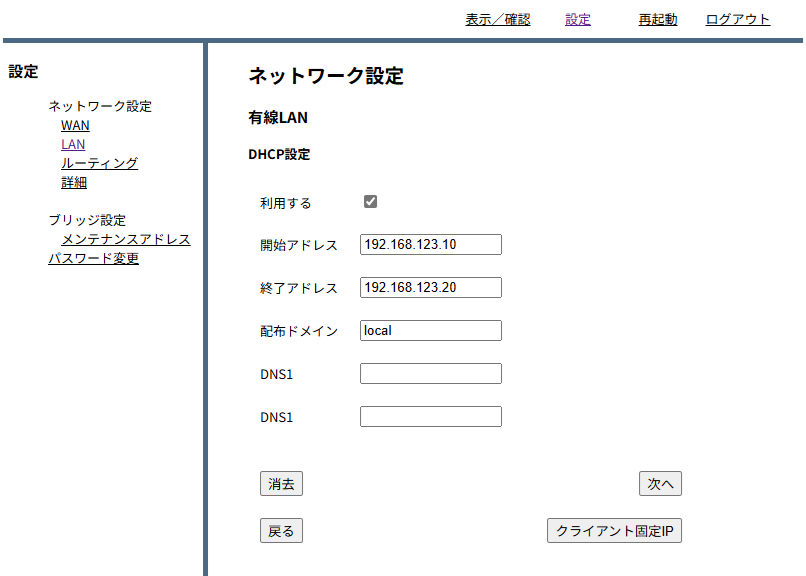 表示／確認 設定 再起動 ログアウト
設定
ネットワーク設定
WAN
LAN
ルーティング
詳細
ブリッジ設定
メンテナンスアドレス
パスワード変更
ネットワーク設定
有線LAN
DHCP設定
利用する
開始アドレス 192.168.123.10
終了アドレス 192.168.123.20
配布ドメイン local
DNS1
DNS1
消去 次へ
戻る クライアント固定IP